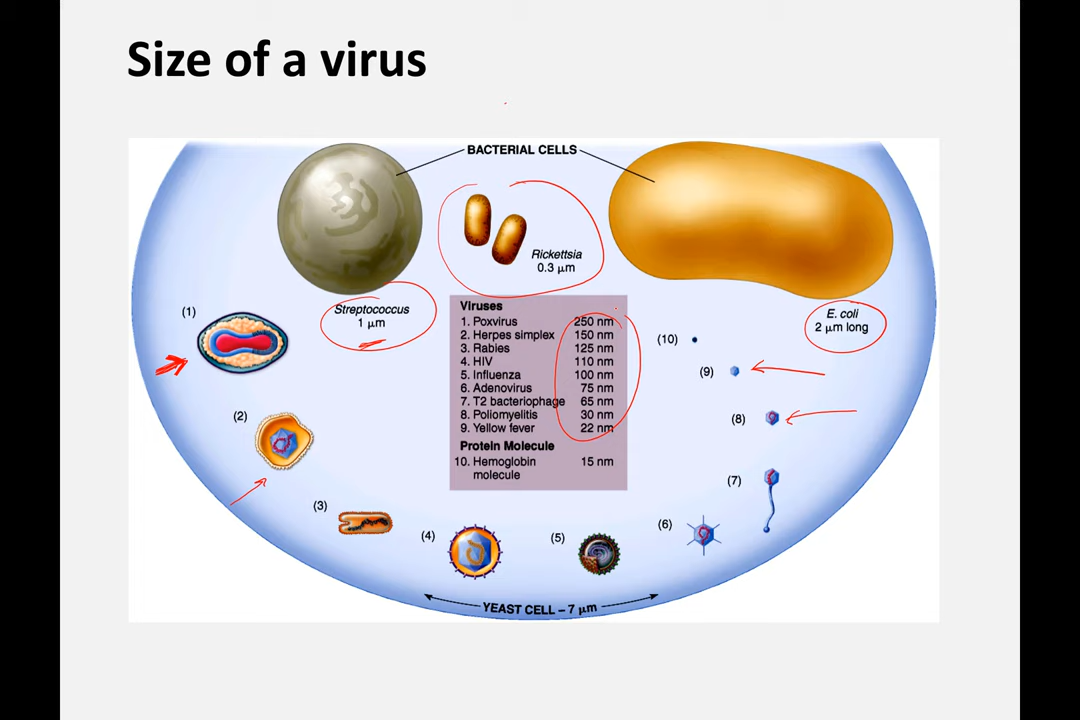 Size of a virus
BACTERIAL CELLS
Rickettsia
0.3 μm
Streptococcus
1 μm
E. coli
2 μm long
Viruses
1. Poxvirus 250 nm
2. Herpes simplex 150 nm
3. Rabies 125 nm
4. HIV 110 nm
5. Influenza 100 nm
6. Adenovirus 75 nm
7. T2 bacteriophage 65 nm
8. Poliomyelitis 30 nm
9. Yellow fever 22 nm
Protein Molecule
10. Hemoglobin 15 nm
molecule
(1)
(2)
(3)
(4)
(5)
(6)
(7)
(8)
(9)
(10)
YEAST CELL – 7 μm